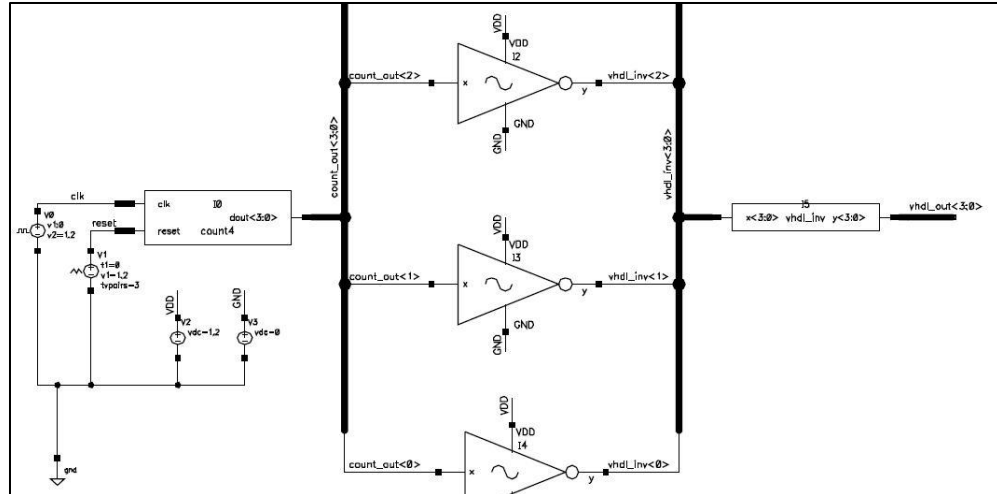 VDD
VDD
I2
count_out<2>
x
y
vhdl_inv<2>
GND
GND
count_out<3:0>
vhdl_inv<3:0>
clk
V0
v1:0
v2=1.2
clk
I0
dout<3:0>
reset
reset
count4
V1
t1=0
v1-1.2
tvpairs-3
VDD
V2
vdc-1.2
GND
V3
vdc-0
gnd
VDD
VDD
I3
count_out<1>
x
y
vhdl_inv<1>
GND
GND
I5
x<3:0> vhdl_inv y<3:0>
vhdl_out<3:0>
VDD
VDD
I4
count_out<0>
x
y
vhdl_inv<0>